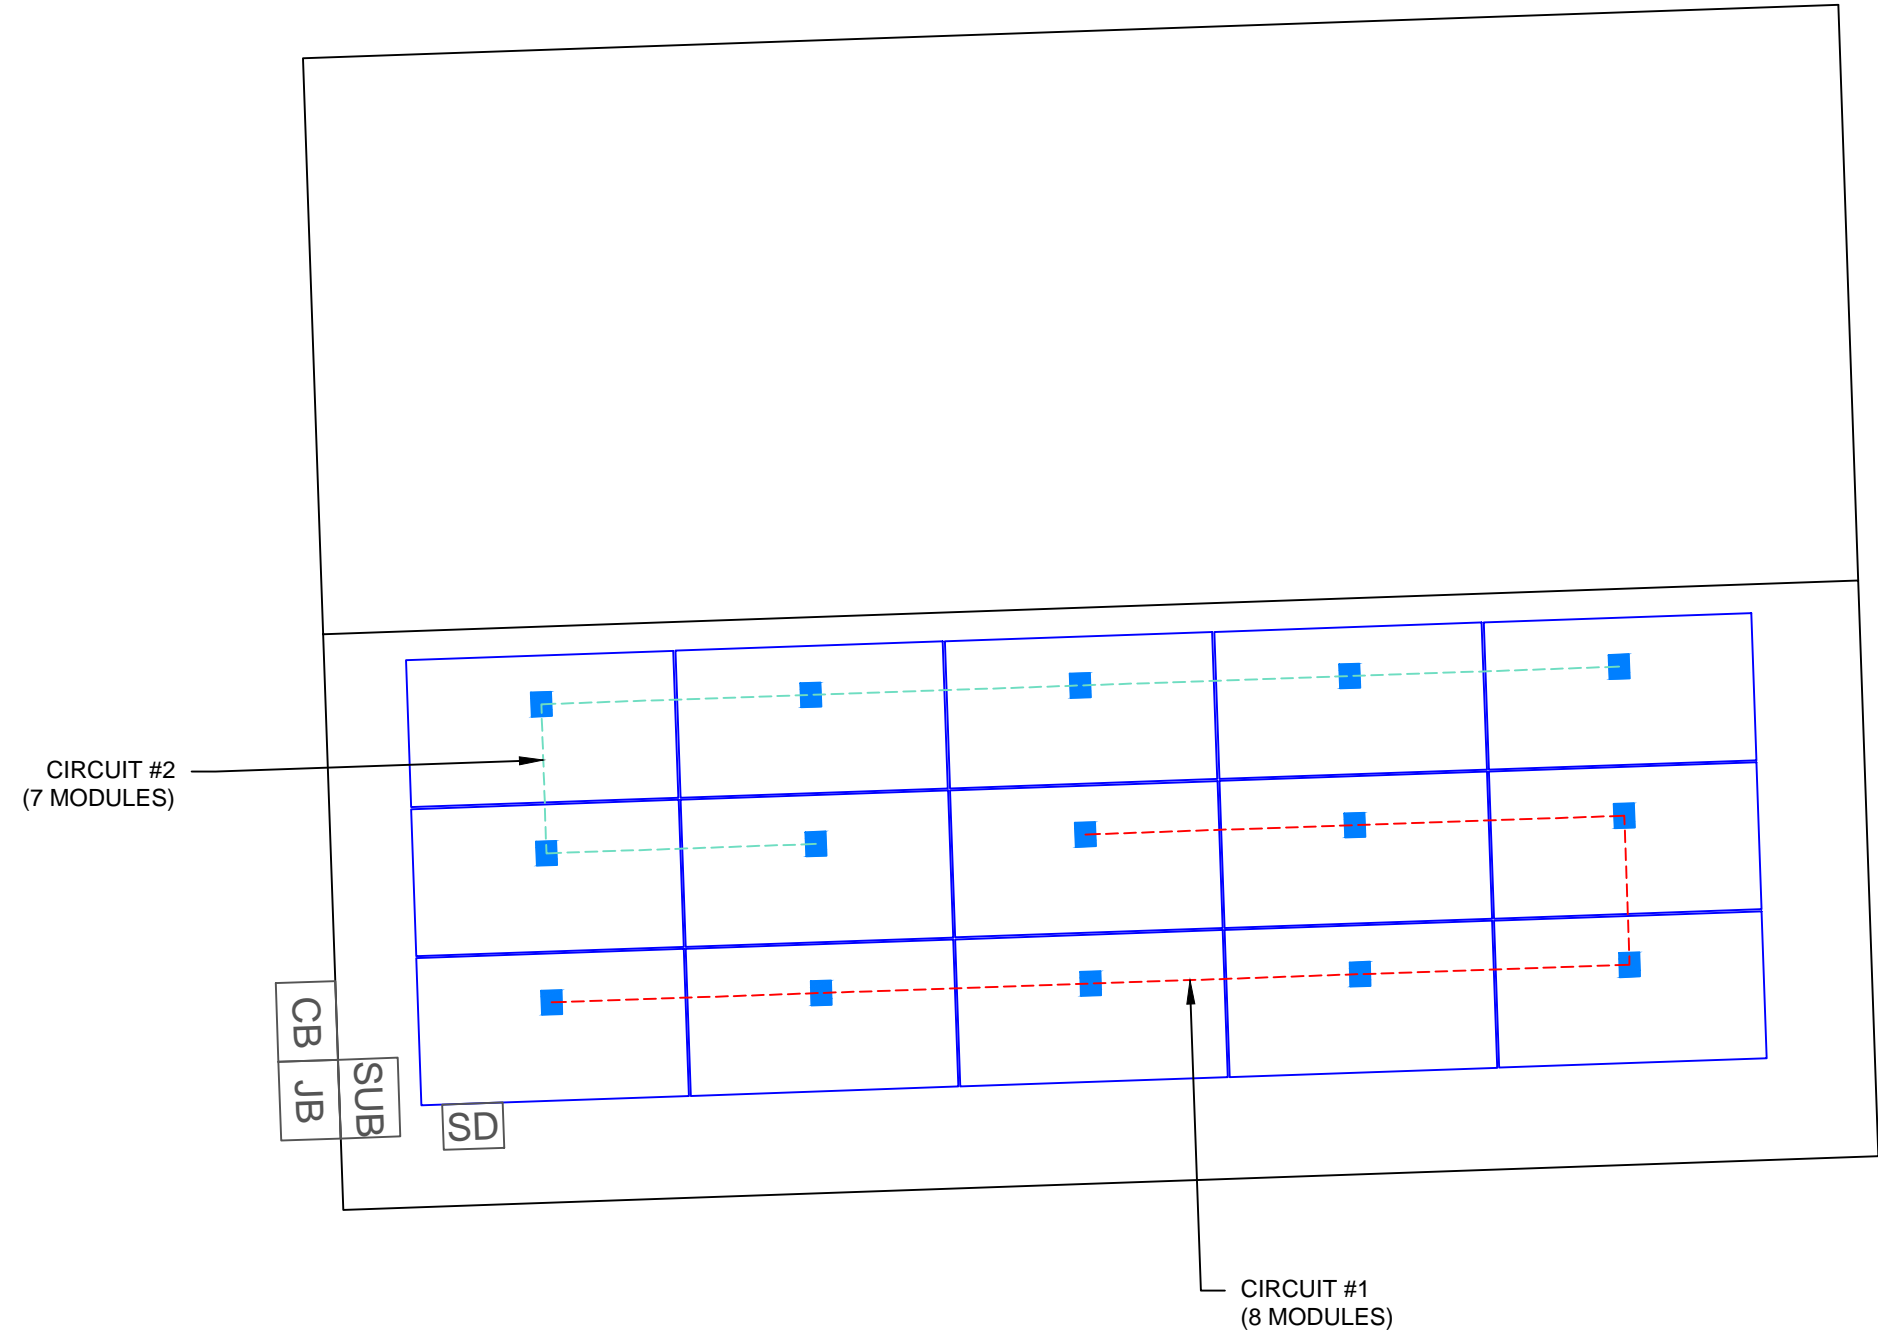 CIRCUIT #2
(7 MODULES)
CB
JB
SUB
SD
CIRCUIT #1
(8 MODULES)